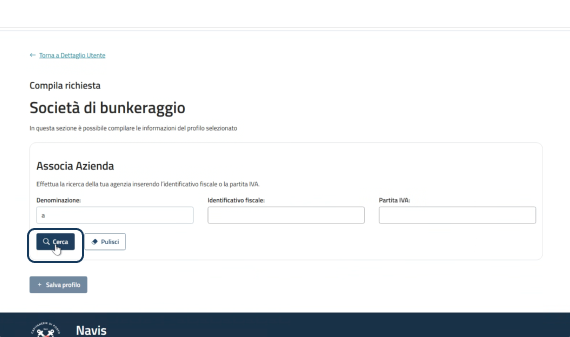 ← Torna a Dettaglio Utente
Compila richiesta
Società di bunkeraggio
In questa sezione è possibile compilare le informazioni del profilo selezionato
Associa Azienda
Effettua la ricerca della tua agenzia inserendo l'identificativo fiscale o la partita IVA.
Denominazione: Identificativo fiscale: Partita IVA:
a
Cerca Pulisci
+ Salva profilo
Navis